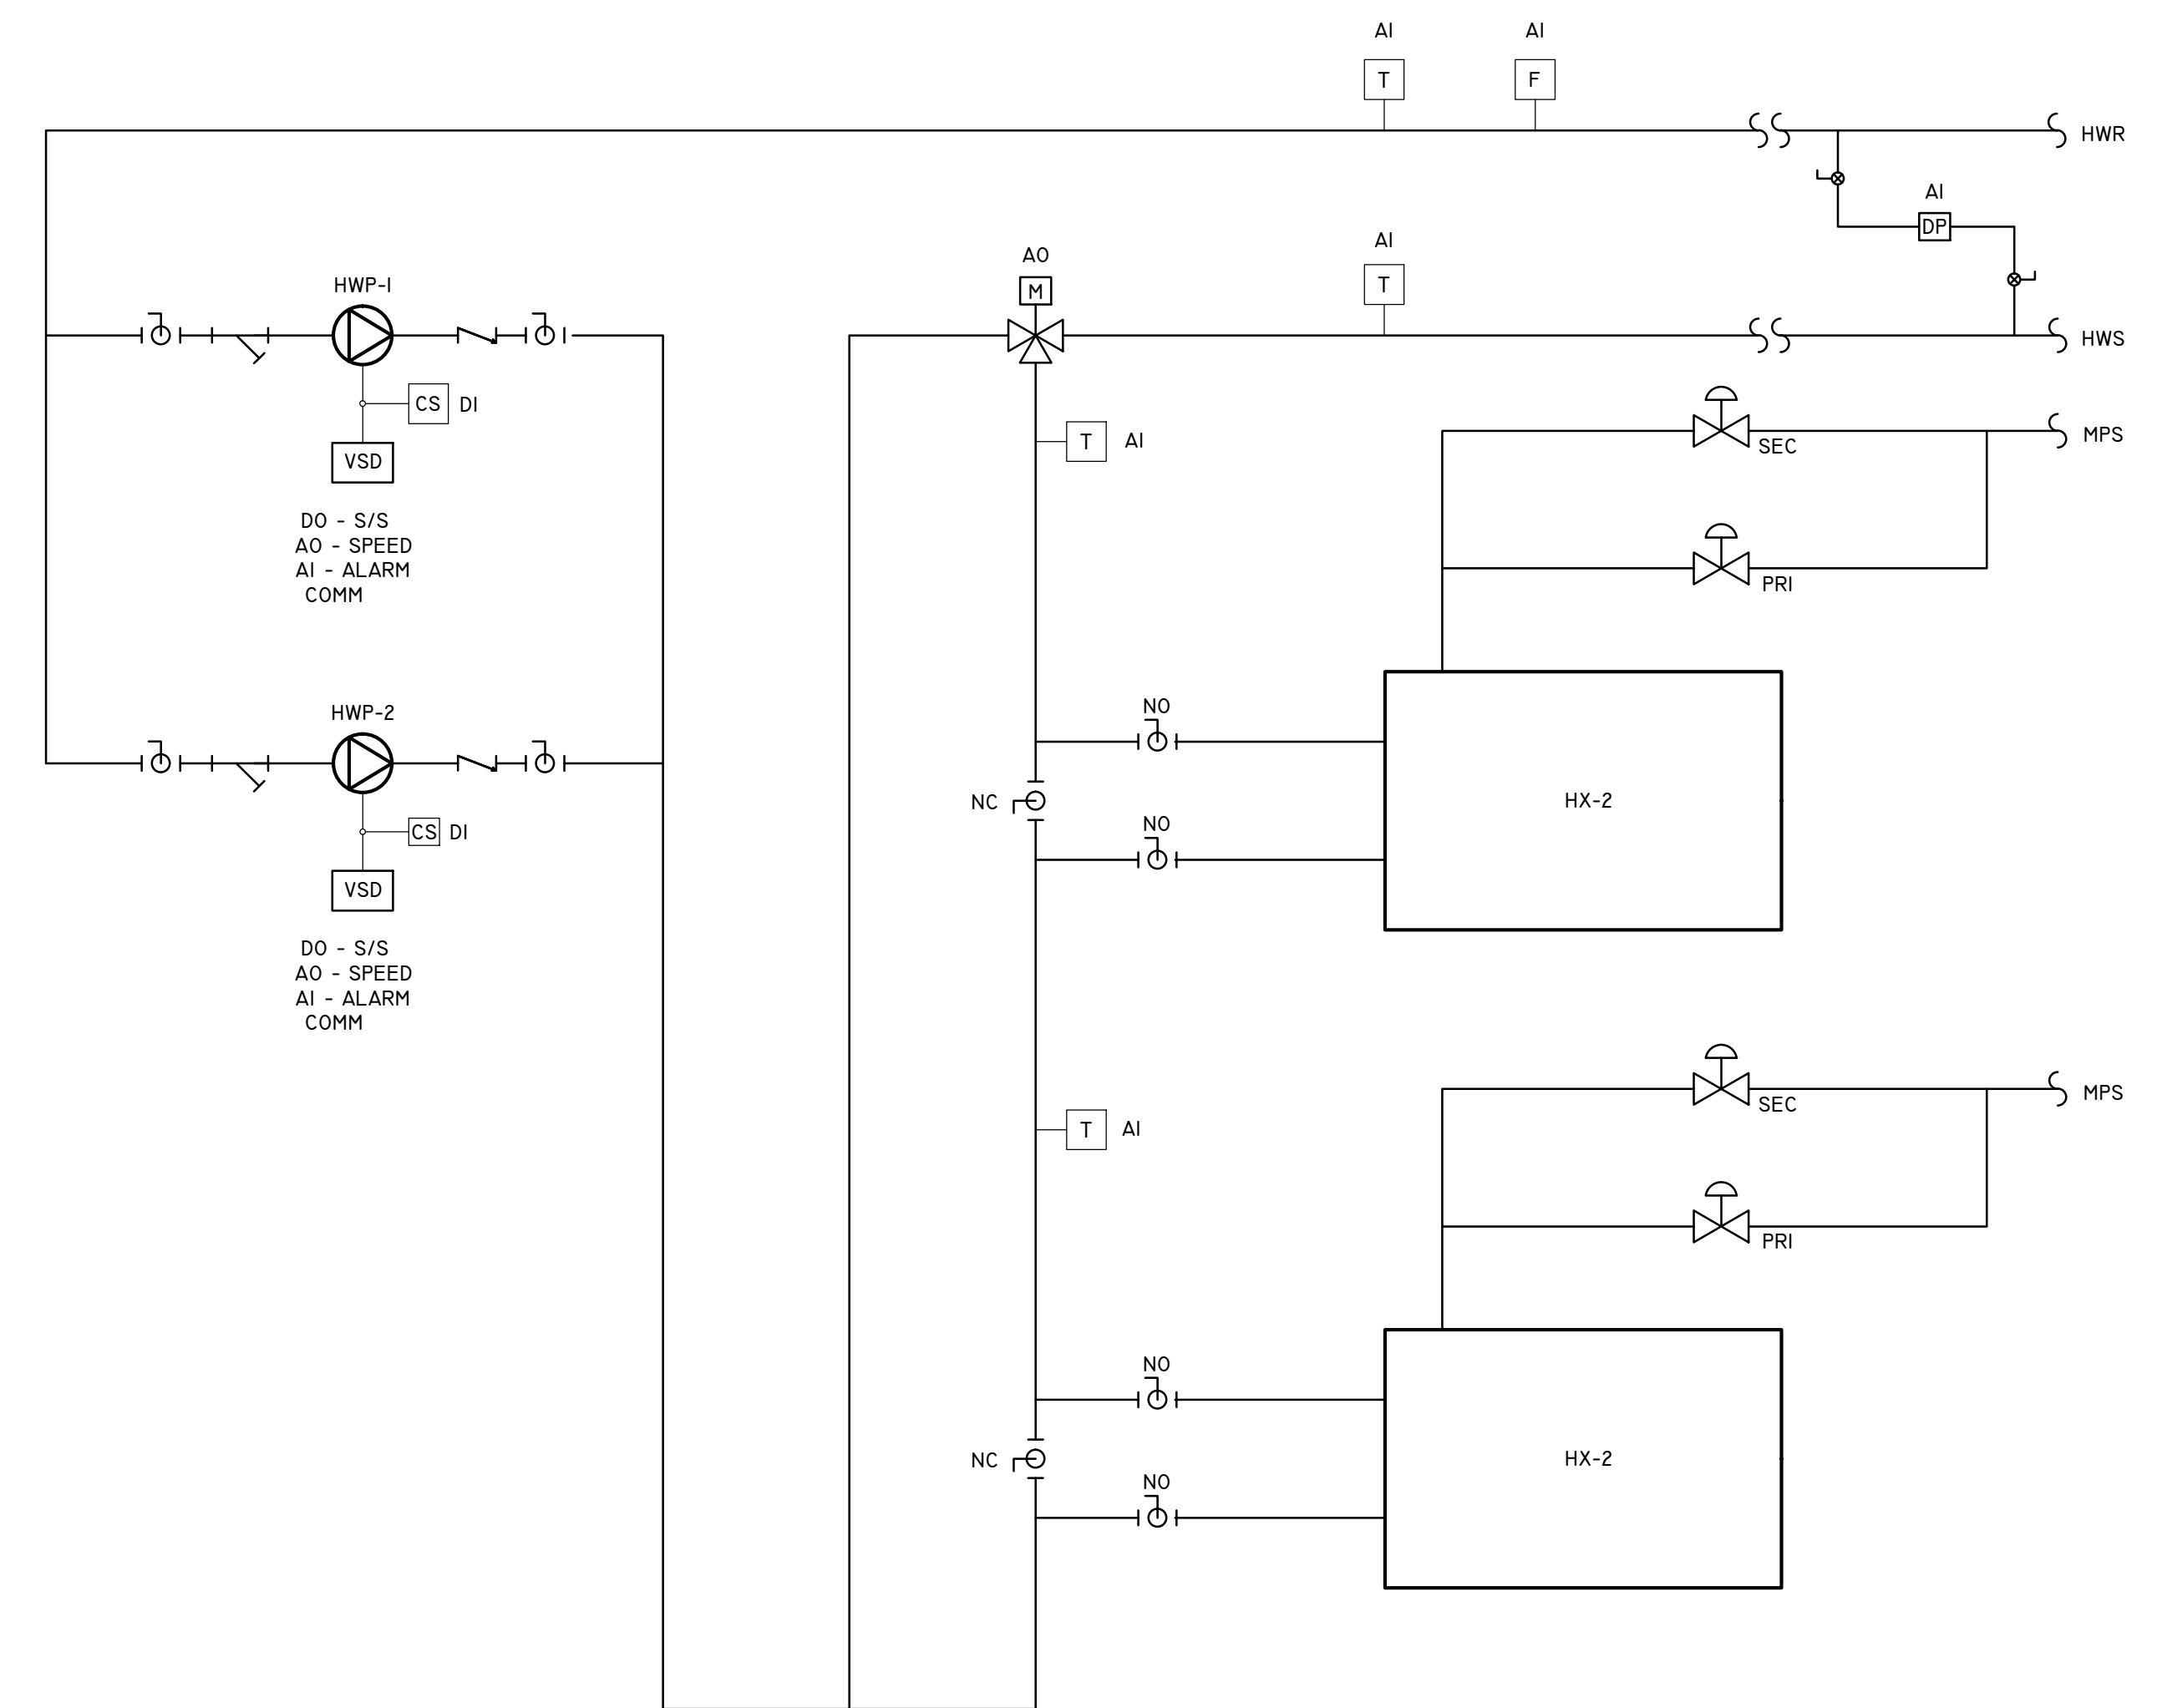 AI AI
T F
HWR
AI
DP
AI
T
AO
M
HWS
HWP-1
CS DI
VSD
DO - S/S
AO - SPEED
AI - ALARM
COMM
T AI
SEC
MPS
PRI
HWP-2
CS DI
VSD
DO - S/S
AO - SPEED
AI - ALARM
COMM
NO
NC
NO
HX-2
T AI
SEC
MPS
PRI
NO
NC
NO
HX-2